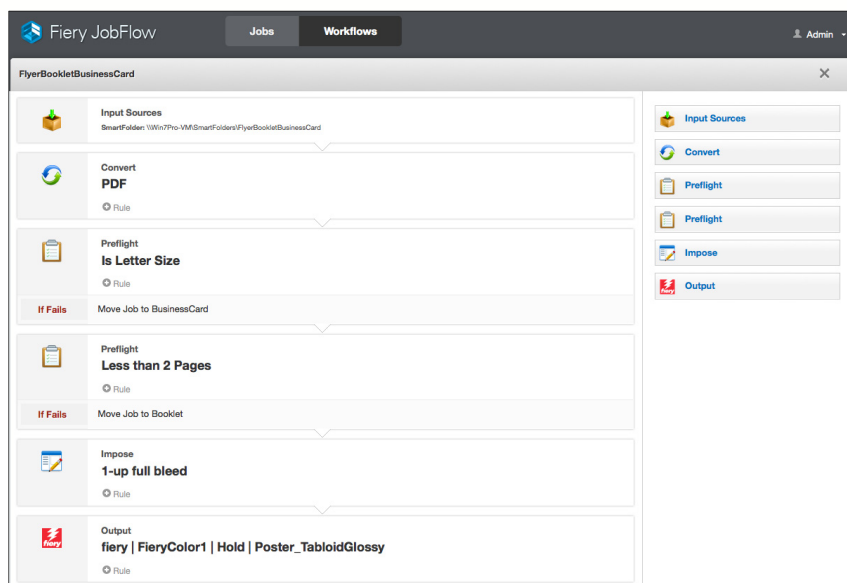 Fiery JobFlow
Jobs
Workflows
Admin
FlyerBookletBusinessCard
Input Sources
SmartFolder: \\Win7Pro-VM\SmartFolders\FlyerBookletBusinessCard
Convert
PDF
Rule
Preflight
Is Letter Size
Rule
If Fails
Move Job to BusinessCard
Preflight
Less than 2 Pages
Rule
If Fails
Move Job to Booklet
Impose
1-up full bleed
Rule
fiery
Output
fiery | FieryColor1 | Hold | Poster_TabloidGlossy
Rule
Input Sources
Convert
Preflight
Preflight
Impose
Output